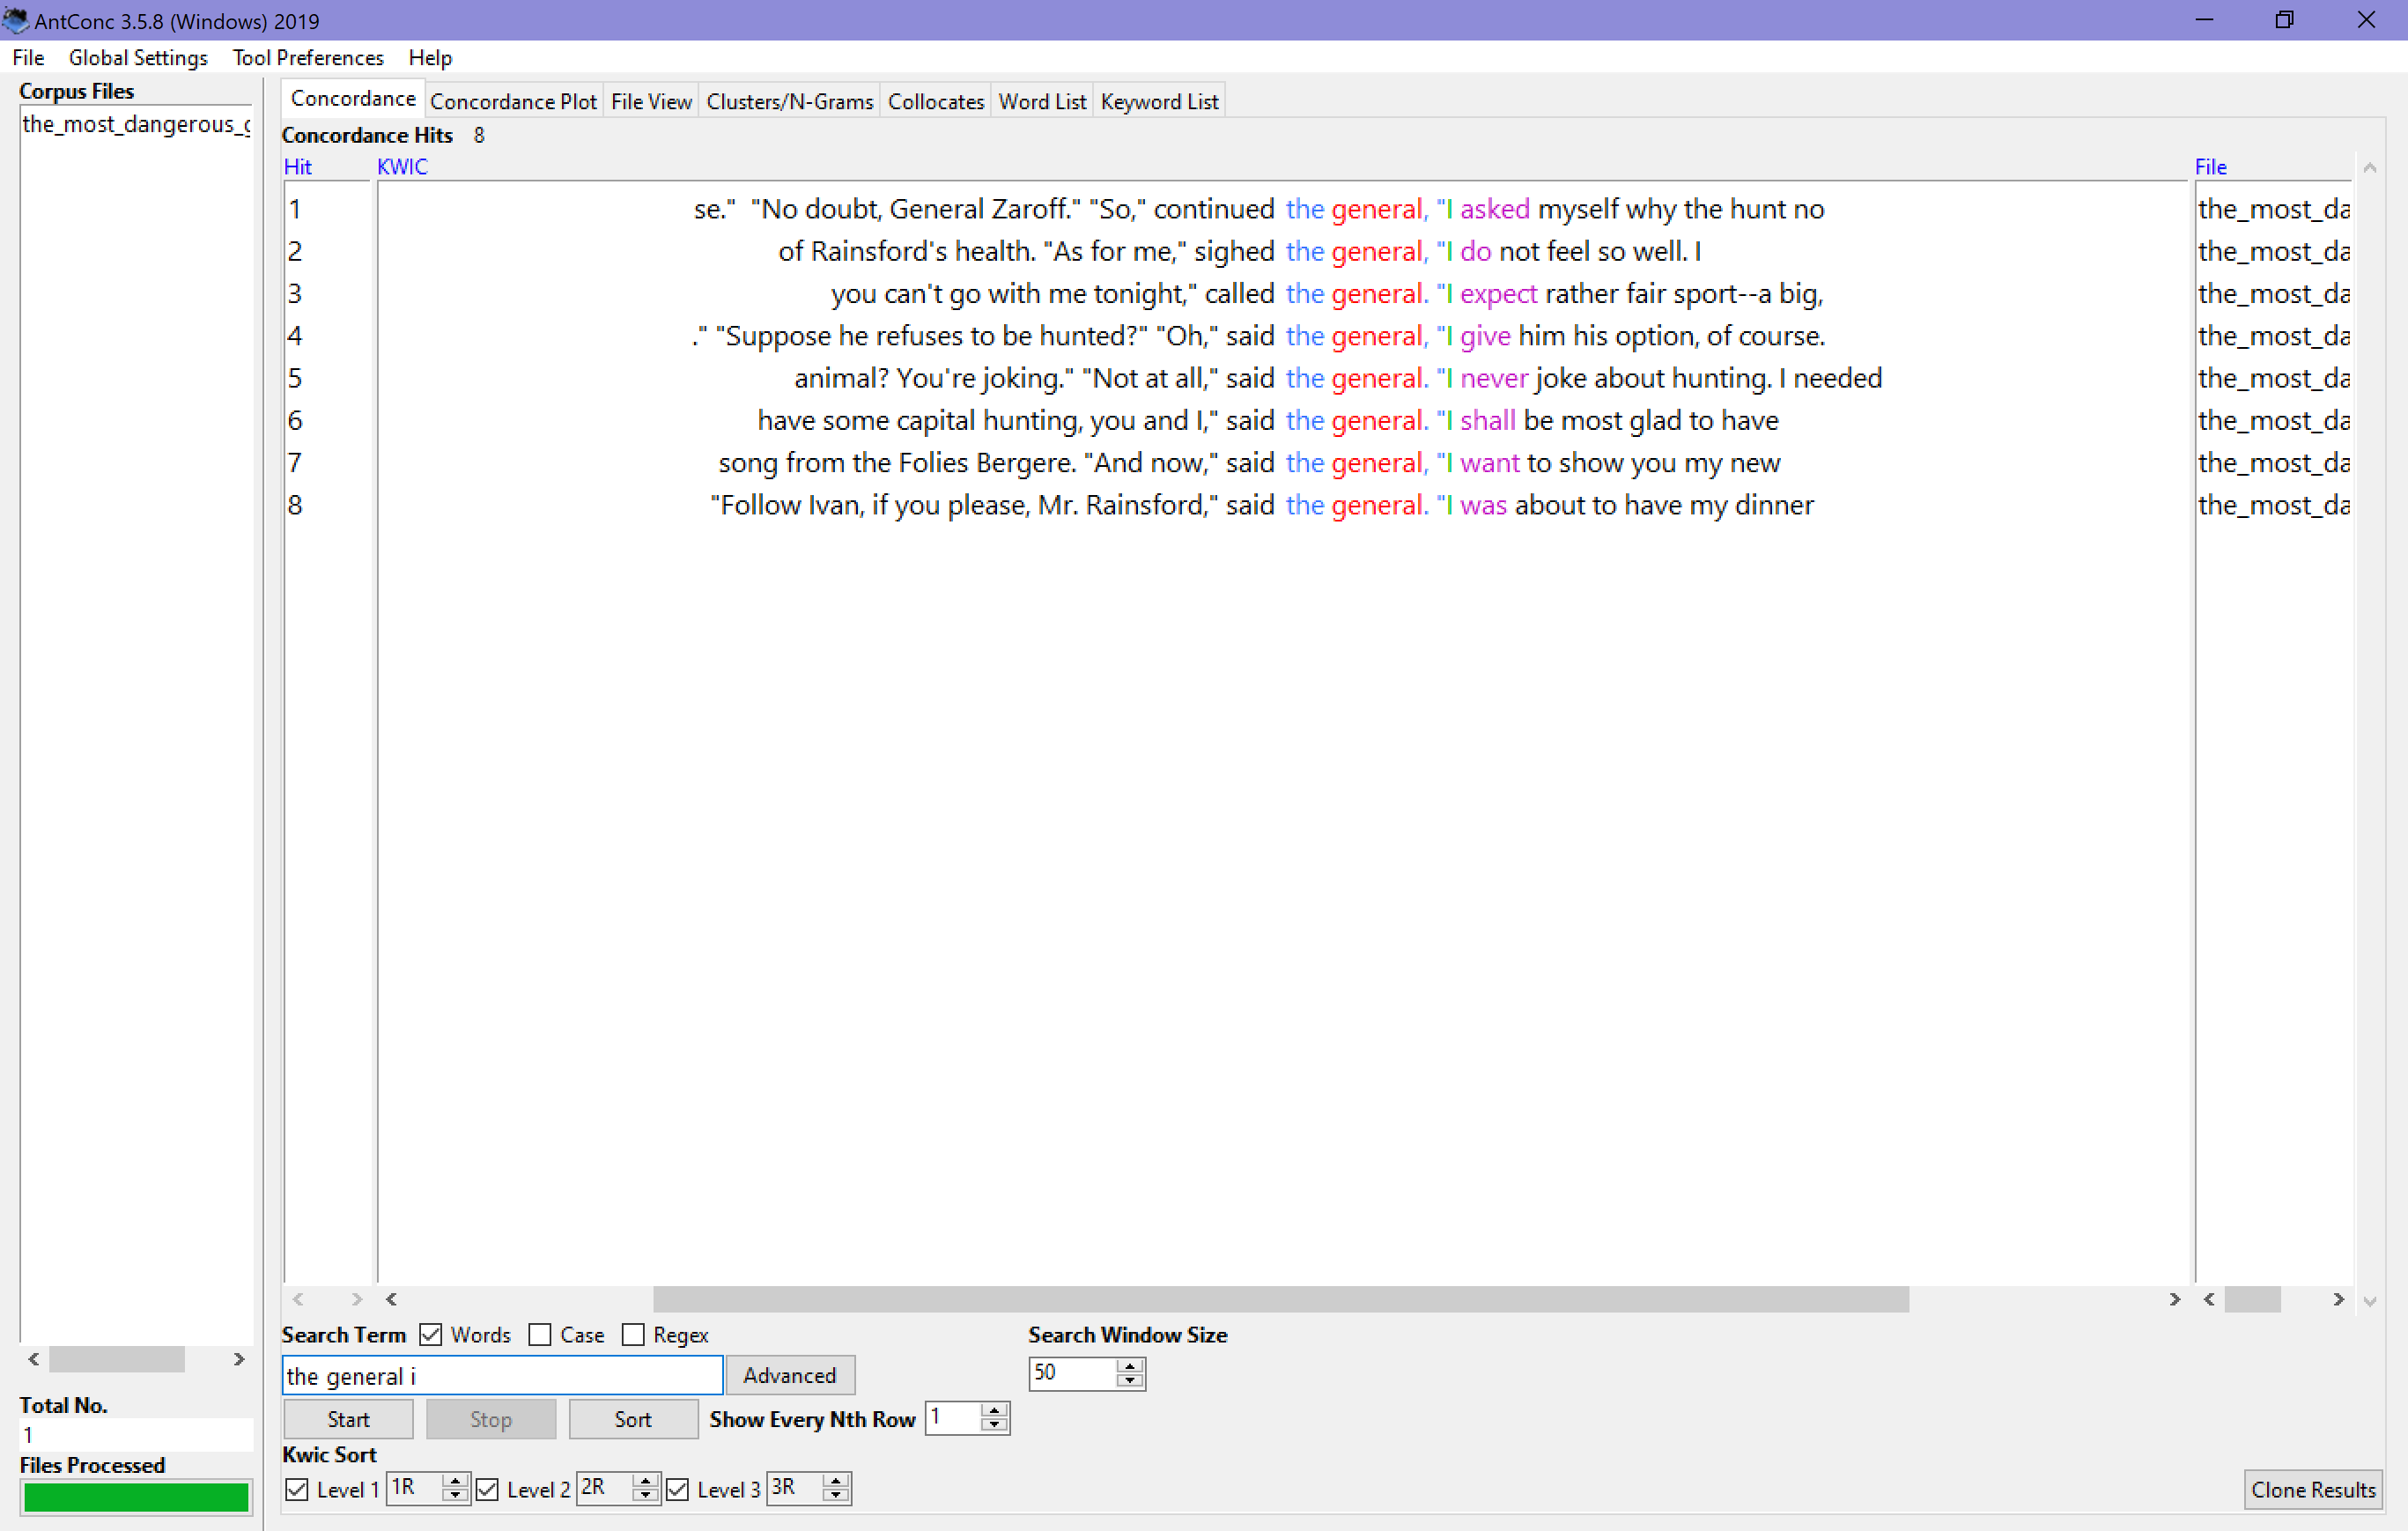 AntConc 3.5.8 (Windows) 2019
File Global Settings Tool Preferences Help
Corpus Files
the_most_dangerous_g
Concordance Concordance Plot File View Clusters/N-Grams Collocates Word List Keyword List
Concordance Hits 8
Hit KWIC File
1 se." "No doubt, General Zaroff." "So," continued the general, "I asked myself why the hunt no the_most_da
2 of Rainsford's health. "As for me," sighed the general, "I do not feel so well. I the_most_da
3 you can't go with me tonight," called the general. "I expect rather fair sport--a big, the_most_da
4 ." "Suppose he refuses to be hunted?" "Oh," said the general, "I give him his option, of course. the_most_da
5 animal? You're joking." "Not at all," said the general. "I never joke about hunting. I needed the_most_da
6 have some capital hunting, you and I," said the general. "I shall be most glad to have the_most_da
7 song from the Folies Bergere. "And now," said the general, "I want to show you my new the_most_da
8 "Follow Ivan, if you please, Mr. Rainsford," said the general. "I was about to have my dinner the_most_da
Search Term Words Case Regex Search Window Size
the general i Advanced 50
Start Stop Sort Show Every Nth Row 1
Kwic Sort
Level 1 1R Level 2 2R Level 3 3R Clone Results
Total No.
1
Files Processed